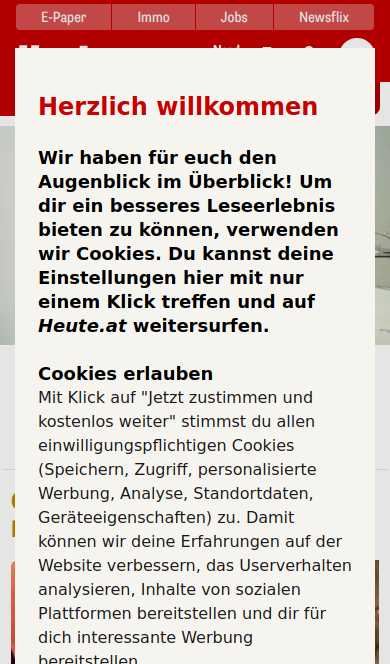 E-Paper Immo Jobs Newsflix
Herzlich willkommen
Wir haben für euch den
Augenblick im Überblick! Um
dir ein besseres Leseerlebnis
bieten zu können, verwenden
wir Cookies. Du kannst deine
Einstellungen hier mit nur
einem Klick treffen und auf
Heute.at weitersurfen.
Cookies erlauben
Mit Klick auf "Jetzt zustimmen und
kostenlos weiter" stimmst du allen
einwilligungspflichtigen Cookies
(Speichern, Zugriff, personalisierte
Werbung, Analyse, Standortdaten,
Geräteeigenschaften) zu. Damit
können wir deine Erfahrungen auf der
Website verbessern, das Userverhalten
analysieren, Inhalte von sozialen
Plattformen bereitstellen und dir für
dich interessante Werbung
bereitstellen